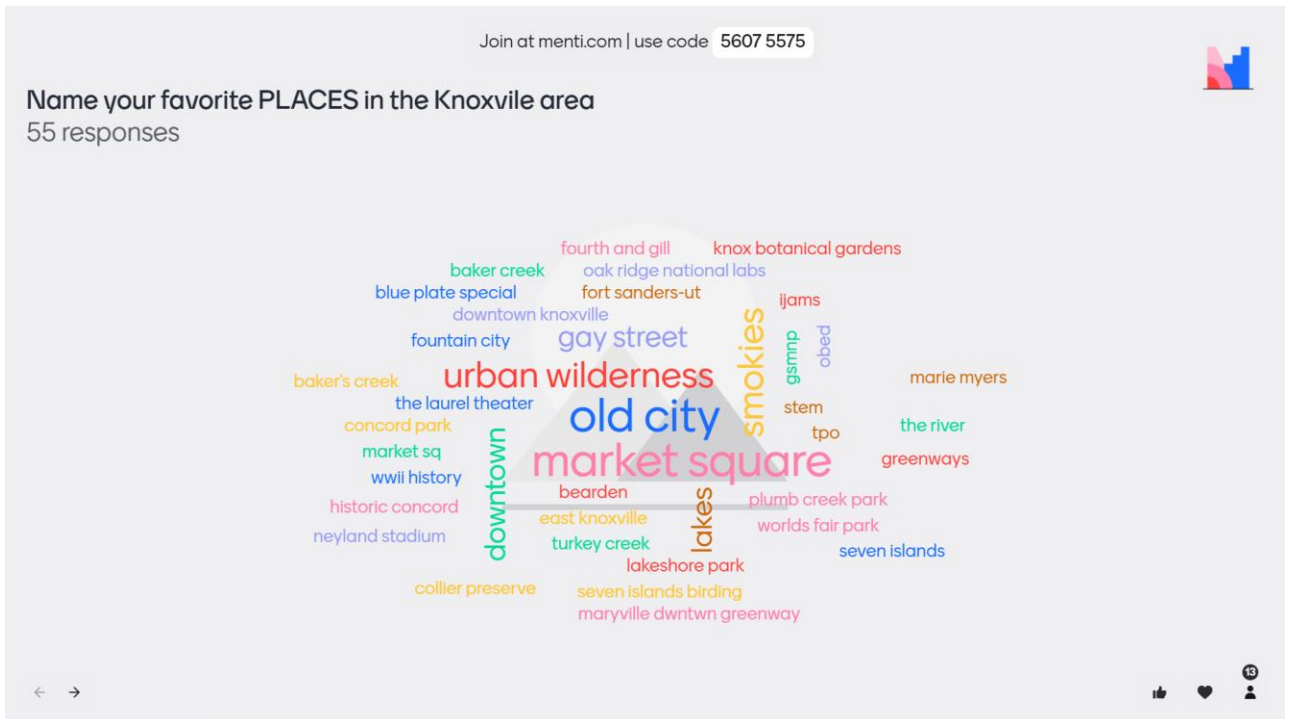 Join at menti.com | use code 5607 5575
Name your favorite PLACES in the Knoxvile area
55 responses
fourth and gill
knox botanical gardens
baker creek
oak ridge national labs
blue plate special
fort sanders-ut
ijams
downtown knoxville
smokies
gay street
gsmnp
obed
fountain city
urban wilderness
marie myers
baker's creek
the laurel theater
old city
stem
concord park
the river
tpo
market sq
downtown
market square
greenways
wwii history
bearden
lakes
plumb creek park
historic concord
east knoxville
worlds fair park
neyland stadium
turkey creek
seven islands
lakeshore park
collier preserve
seven islands birding
maryville dwntwn greenway
13